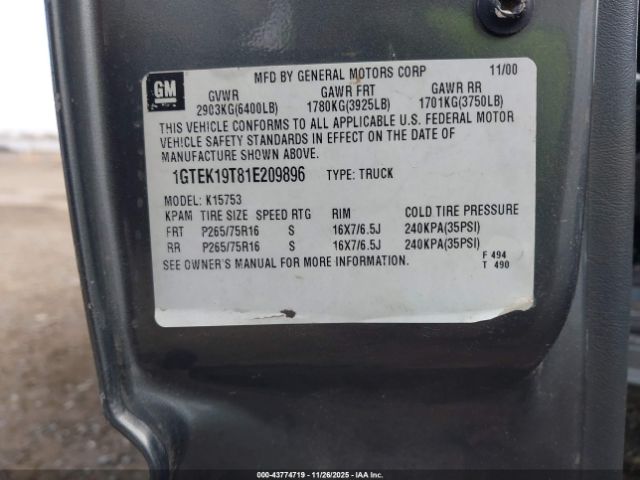 MFD BY GENERAL MOTORS CORP 11/00
GM
GVWR GAWR FRT GAWR RR
2903KG(6400LB) 1780KG(3925LB) 1701KG(3750LB)
THIS VEHICLE CONFORMS TO ALL APPLICABLE U.S. FEDERAL MOTOR
VEHICLE SAFETY STANDARDS IN EFFECT ON THE DATE OF
MANUFACTURE SHOWN ABOVE.
1GTEK19T81E209896 TYPE: TRUCK
MODEL: K15753
KPAM TIRE SIZE SPEED RTG RIM COLD TIRE PRESSURE
FRT P265/75R16 S 16X7/6.5J 240KPA(35PSI)
RR P265/75R16 S 16X7/6.5J 240KPA(35PSI)
SEE OWNER'S MANUAL FOR MORE INFORMATION.
F 494
T 490
000-43774719 | 11/26/2025 | Copyright © IAA, LLC